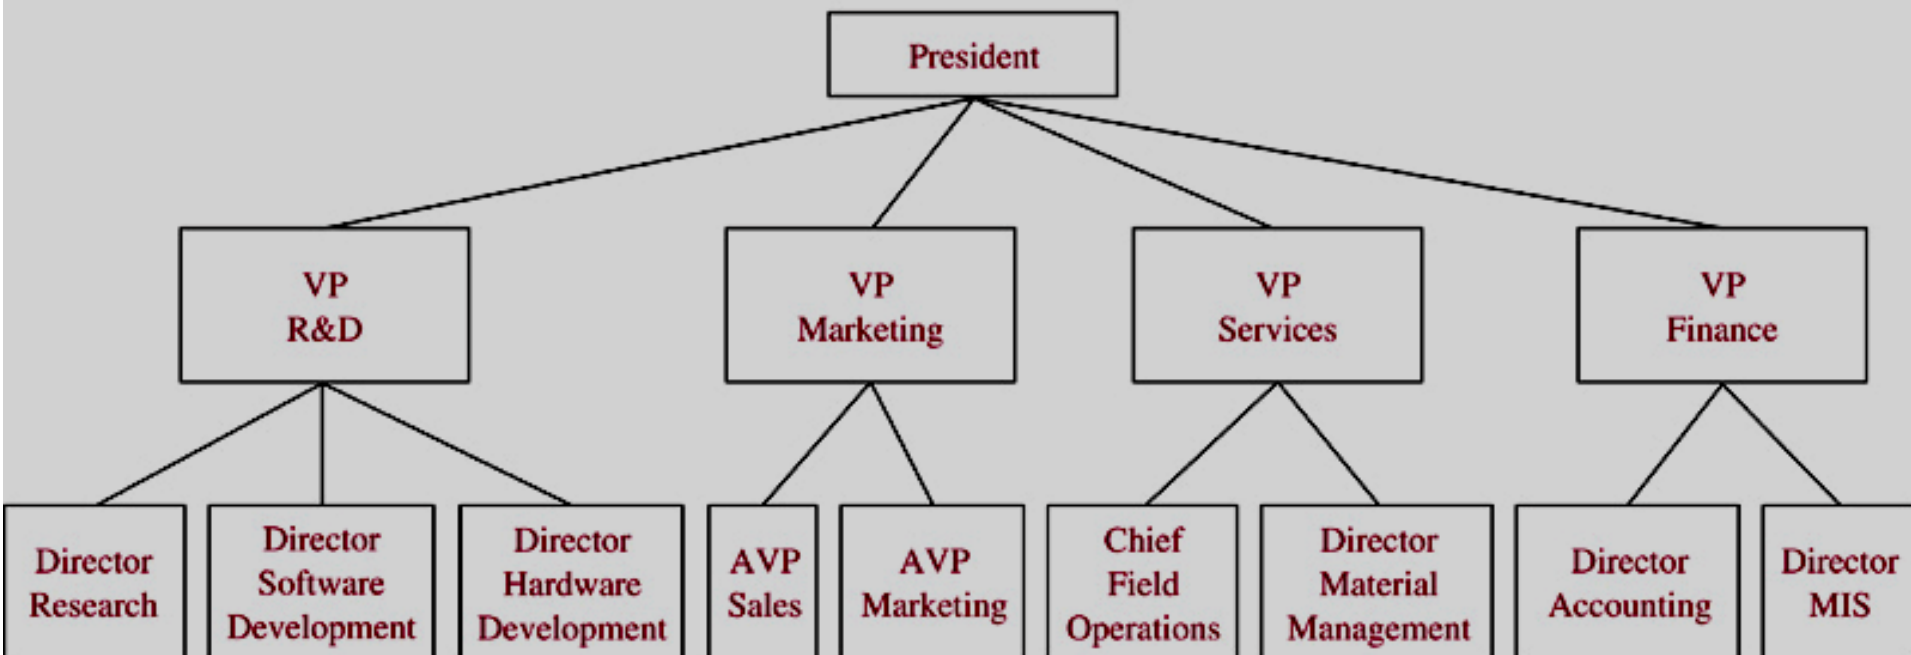 President
VP
R&D
VP
Marketing
VP
Services
VP
Finance
Director
Research
Director
Software
Development
Director
Hardware
Development
AVP
Sales
AVP
Marketing
Chief
Field
Operations
Director
Material
Management
Director
Accounting
Director
MIS